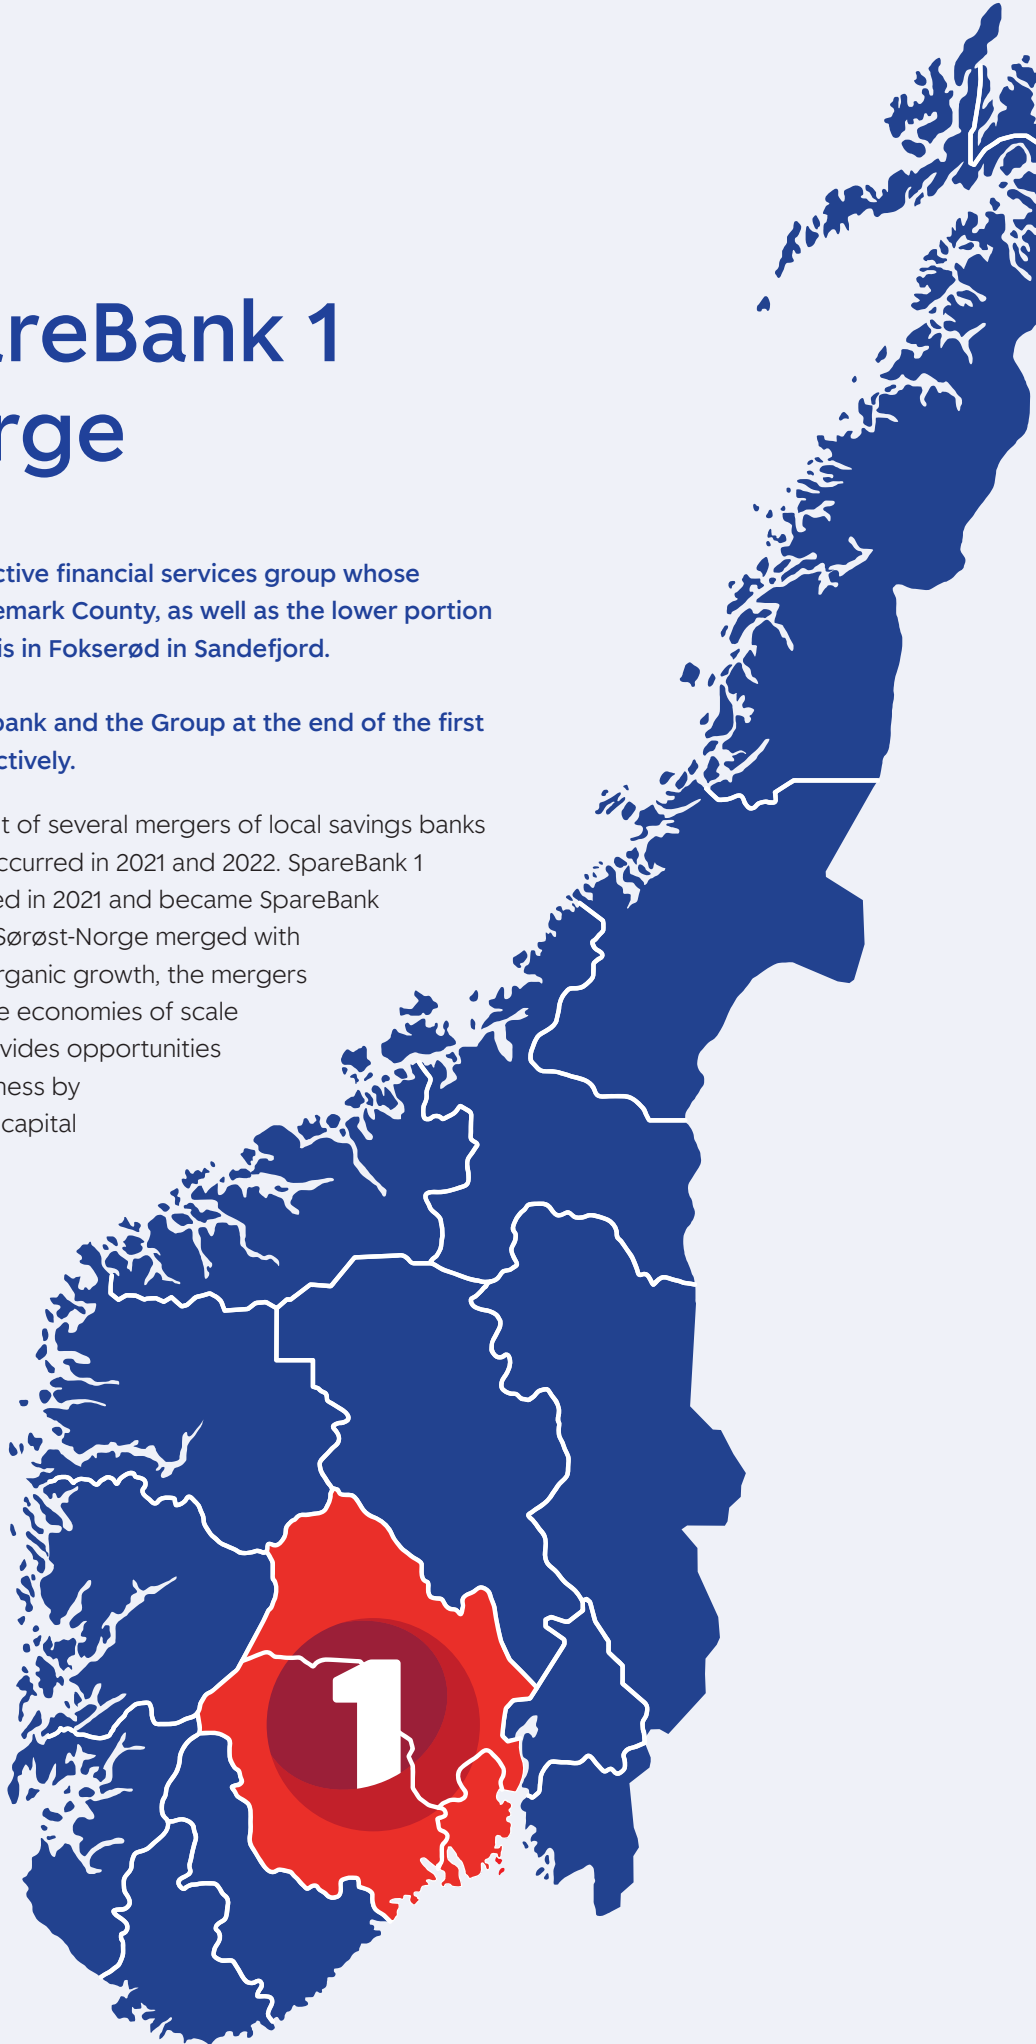 areBank 1
rge
ctive financial services group whose
emark County, as well as the lower portion
is in Fokserød in Sandefjord.
bank and the Group at the end of the first
ctively.
t of several mergers of local savings banks
ccurred in 2021 and 2022. SpareBank 1
ed in 2021 and became SpareBank
Sørøst-Norge merged with
rganic growth, the mergers
e economies of scale
vides opportunities
ness by
capital
1